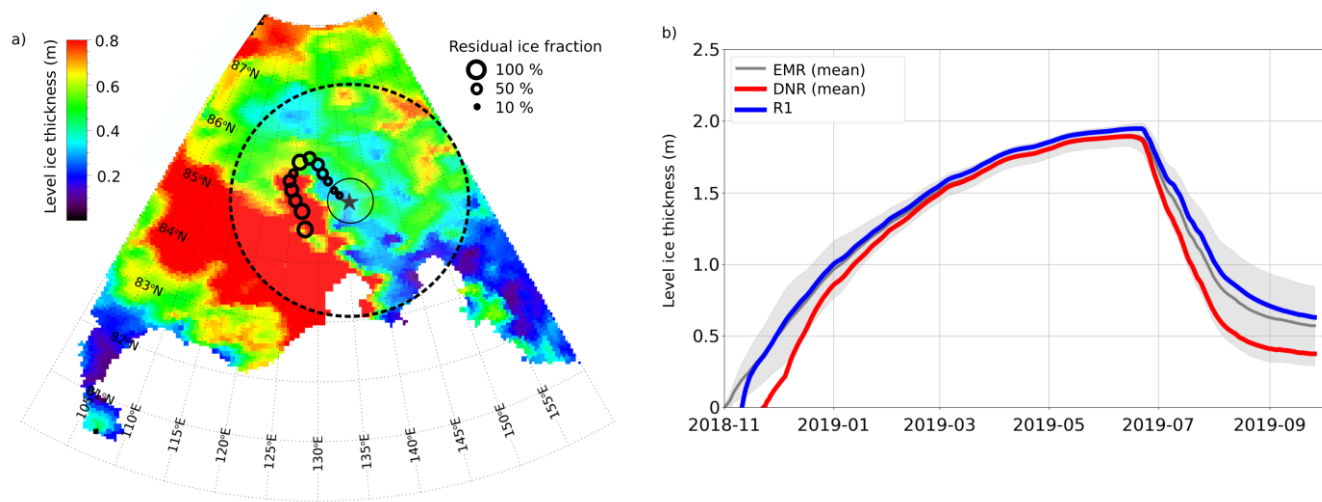 a)
Level ice thickness (m)
0.8
0.6
0.4
0.2
Residual ice fraction
100 %
50 %
10 %
87°N
86°N
85°N
84°N
83°N
82°N
110°E
115°E
120°E
125°E
130°E
135°E
140°E
145°E
150°E
155°E
b)
Level ice thickness (m)
2.5
2.0
1.5
1.0
0.5
0
EMR (mean)
DNR (mean)
R1
2018-11 2019-01 2019-03 2019-05 2019-07 2019-09